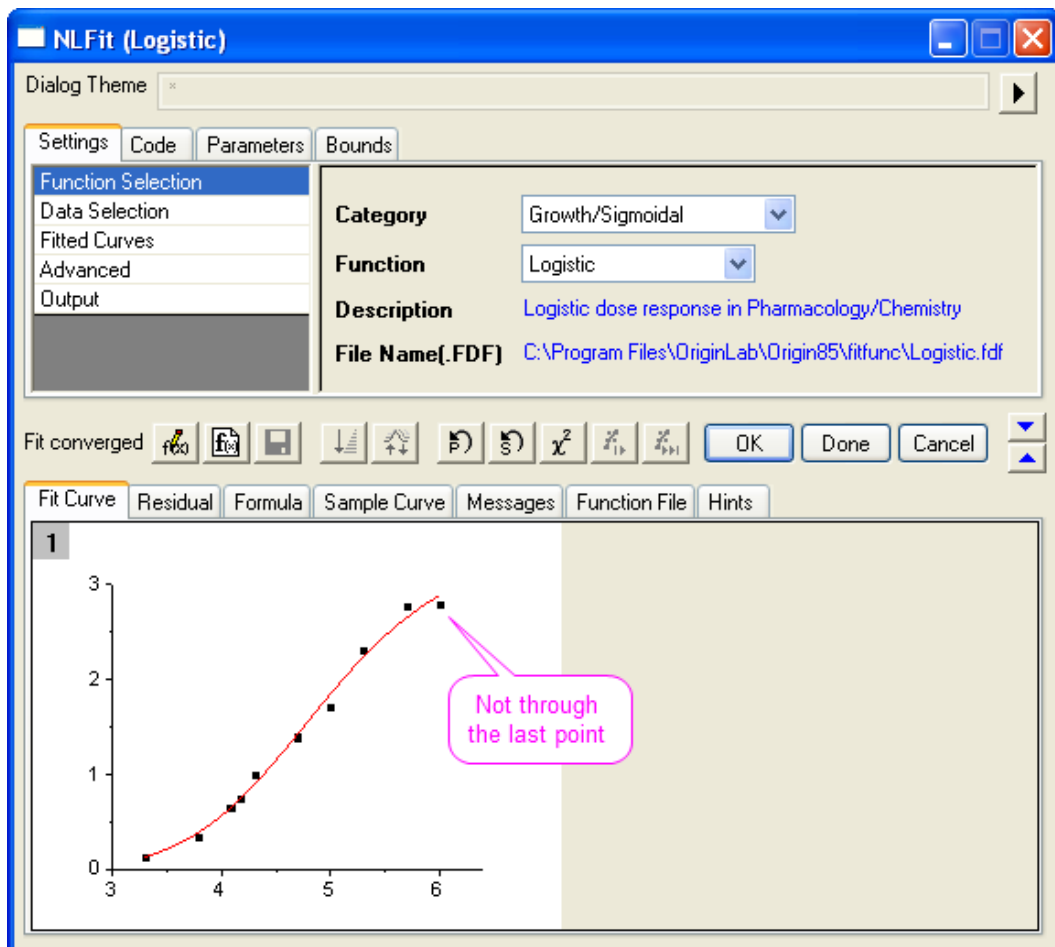 NLFit (Logistic)
Dialog Theme *
Settings Code Parameters Bounds
Function Selection
Data Selection
Fitted Curves
Advanced
Output
Category Growth/Sigmoidal
Function Logistic
Description Logistic dose response in Pharmacology/Chemistry
File Name(.FDF) C:\Program Files\OriginLab\Origin85\fitfunc\Logistic.fdf
Fit converged f(x) P S χ² OK Done Cancel
Fit Curve Residual Formula Sample Curve Messages Function File Hints
1
3
2
1
0
3 4 5 6
Not through
the last point